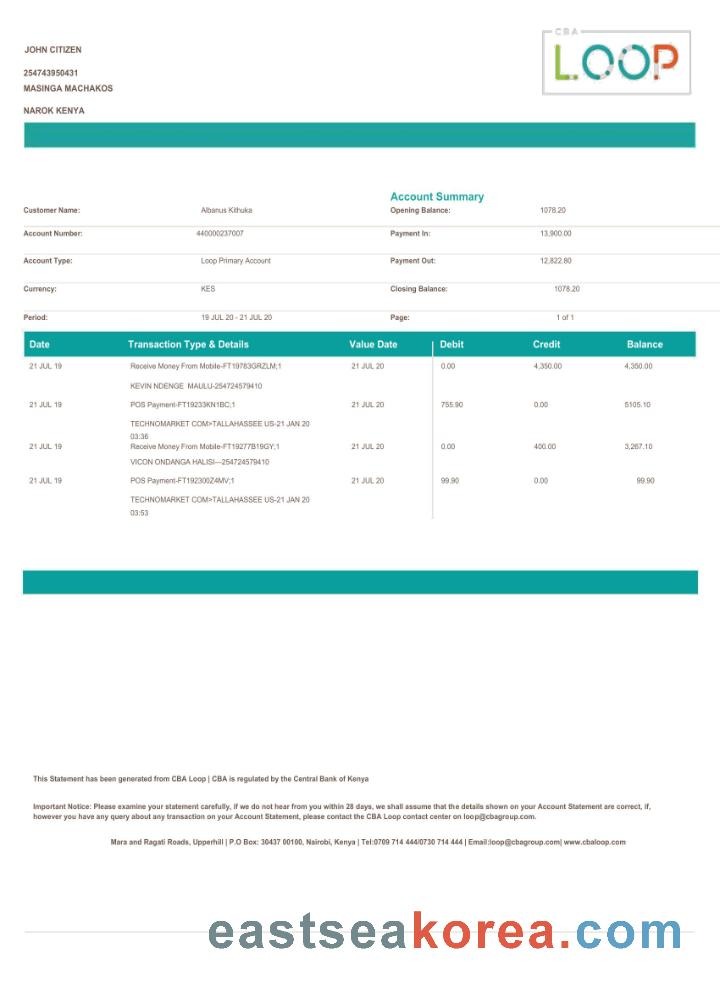 JOHN CITIZEN
CBA
LOOP
254743950431
MASINGA MACHAKOS
NAROK KENYA
Account Summary
Customer Name: Albanus Kithuka Opening Balance: 1078.20
Account Number: 440000237007 Payment In: 13,900.00
Account Type: Loop Primary Account Payment Out: 12,822.80
Currency: KES Closing Balance: 1078.20
Period: 19 JUL 20 - 21 JUL 20 Page: 1 of 1
Date Transaction Type & Details Value Date Debit Credit Balance
21 JUL 19 Receive Money From Mobile-FT19783GRZLM;1 21 JUL 20 0.00 4,350.00 4,350.00
KEVIN NDENGE MAULU-254724579410
21 JUL 19 POS Payment-FT19233KN1BC;1 21 JUL 20 755.90 0.00 5105.10
TECHNOMARKET COM>TALLAHASSEE US-21 JAN 20
03:36
21 JUL 19 Receive Money From Mobile-FT19277B19GY;1 21 JUL 20 0.00 400.00 3,267.10
VICON ONDANGA HALISI---254724579410
21 JUL 19 POS Payment-FT192300Z4MV;1 21 JUL 20 99.90 0.00 99.90
TECHNOMARKET COM>TALLAHASSEE US-21 JAN 20
03:53
This Statement has been generated from CBA Loop | CBA is regulated by the Central Bank of Kenya
Important Notice: Please examine your statement carefully, if we do not hear from you within 28 days, we shall assume that the details shown on your Account Statement are correct, if,
however you have any query about any transaction on your Account Statement, please contact the CBA Loop contact center on loop@cbagroup.com.
Mara and Ragati Roads, Upperhill | P.O Box: 30437 00100, Nairobi, Kenya | Tel:0709 714 444/0730 714 444 | Email:loop@cbagroup.com| www.cbaloop.com
eastseakorea.com